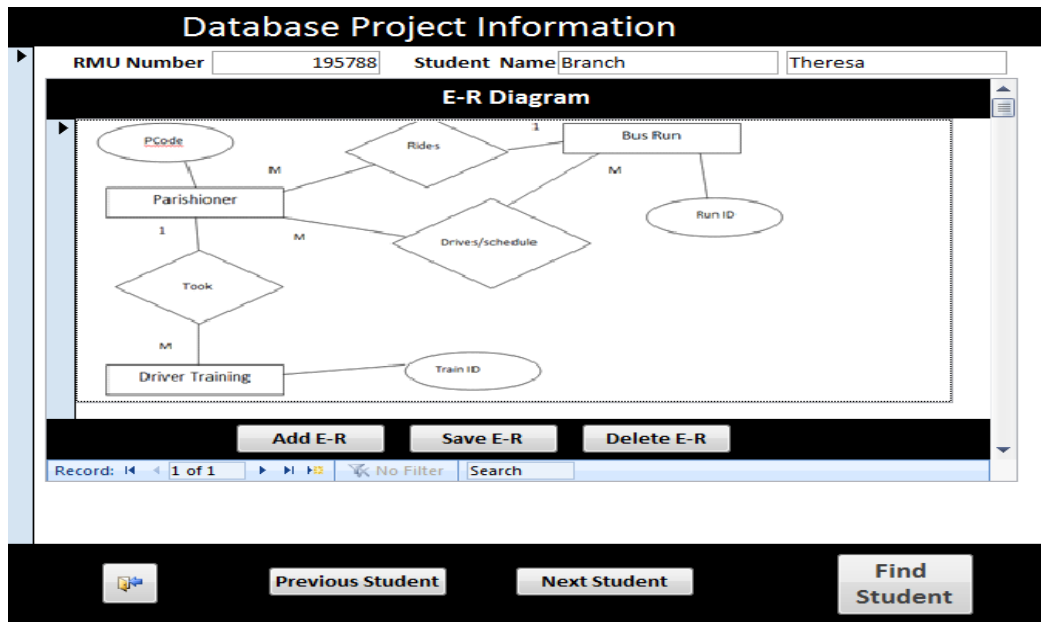 Database Project Information
RMU Number 195788 Student Name Branch Theresa
E-R Diagram
PCode
Rides
1
Bus Run
M
M
Parishioner
Run ID
1
M
Drives/schedule
Took
M
Train ID
Driver Training
Add E-R Save E-R Delete E-R
Record: 1 of 1 No Filter Search
Previous Student Next Student
Find
Student